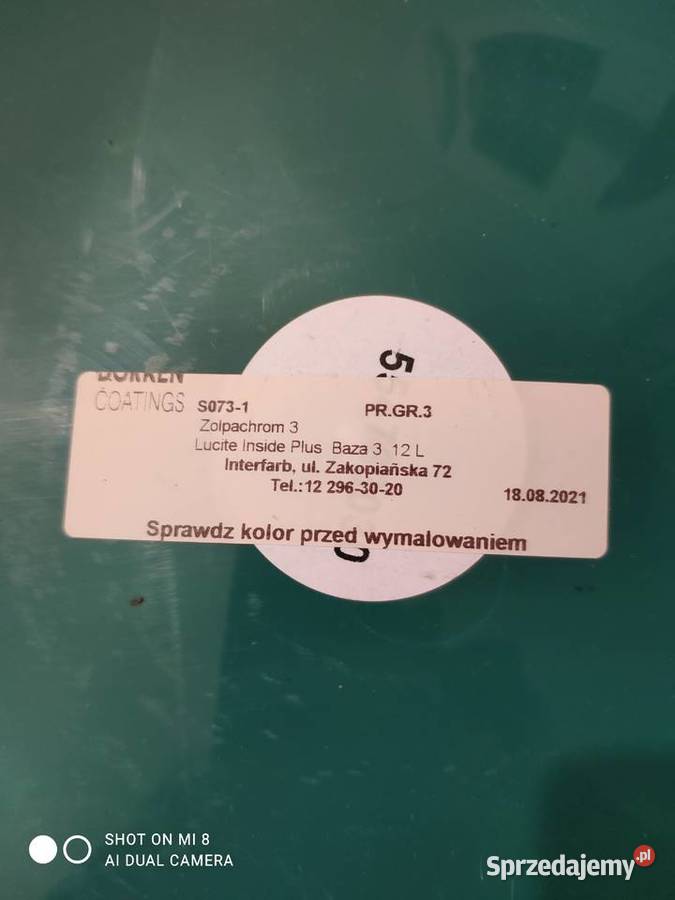 DÖRKEN
COATINGS S073-1 PR.GR.3
Zolpachrom 3
Lucite Inside Plus Baza 3 12 L
Interfarb, ul. Zakopiańska 72
Tel.:12 296-30-20 18.08.2021
Sprawdz kolor przed wymalowaniem
SHOT ON MI 8
AI DUAL CAMERA
Sprzedajemy.pl